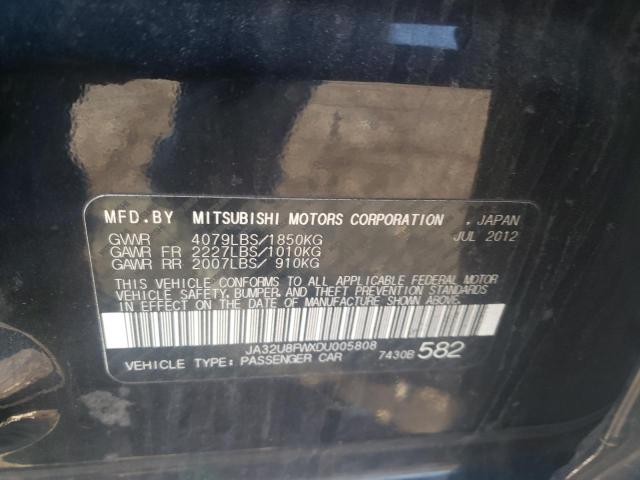 MFD.BY MITSUBISHI MOTORS CORPORATION . JAPAN
GVWR 4079LBS/1850KG JUL 2012
GAWR FR 2227LBS/1010KG
GAWR RR 2007LBS/ 910KG
THIS VEHICLE CONFORMS TO ALL APPLICABLE FEDERAL MOTOR
VEHICLE SAFETY, BUMPER, AND THEFT PREVENTION STANDARDS
IN EFFECT ON THE DATE OF MANUFACTURE SHOWN ABOVE.
JA32U8FWXDU005808
VEHICLE TYPE: PASSENGER CAR 7430B 582